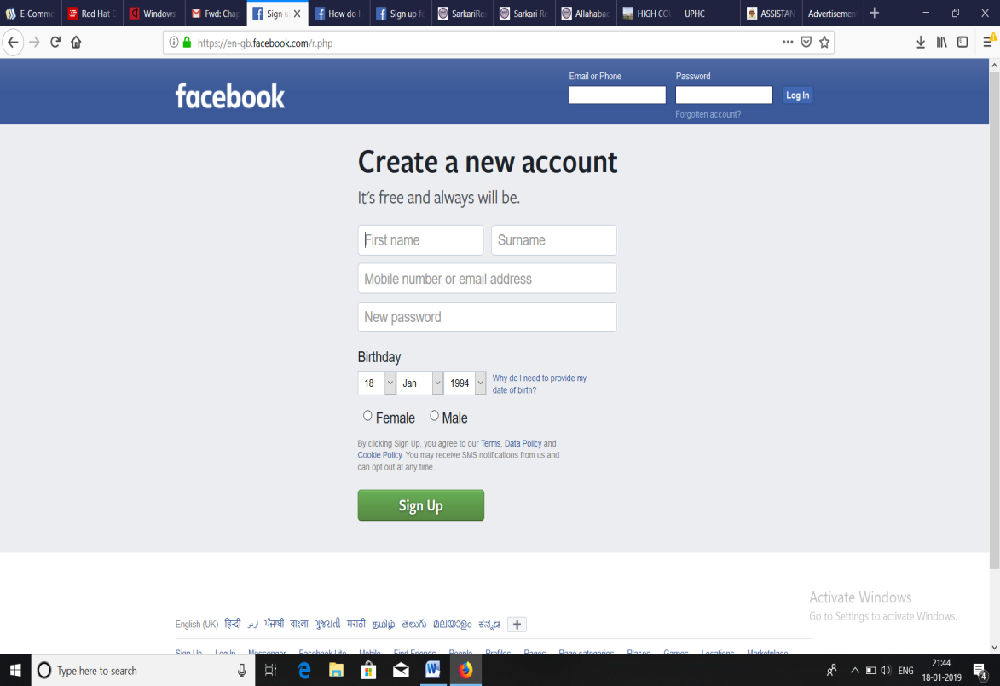 E-Comme
Red Hat D
Windows
Fwd: Chap
Sign u
How do I
Sign up fo
SarkariRes
Sarkari Re
Allahabad
HIGH COU
UPHC
ASSISTAN
Advertisement
https://en-gb.facebook.com/r.php
facebook
Email or Phone
Password
Log In
Forgotten account?
Create a new account
It's free and always will be.
First name
Surname
Mobile number or email address
New password
Birthday
18 Jan 1994
Why do I need to provide my
date of birth?
Female Male
By clicking Sign Up, you agree to our Terms, Data Policy and
Cookie Policy. You may receive SMS notifications from us and
can opt out at any time.
Sign Up
Activate Windows
Go to Settings to activate Windows.
English (UK) हिन्दी اردو ਪੰਜਾਬੀ বাংলা ગુજરાતી मराठी தமிழ் తెలుగు മലയാളം ಕನ್ನಡ +
Sign Up Log In Messenger Facebook Lite Mobile Find Friends People Profiles Pages Page categories Places Games Locations Marketplace
Type here to search
ENG
21:44
18-01-2019
4